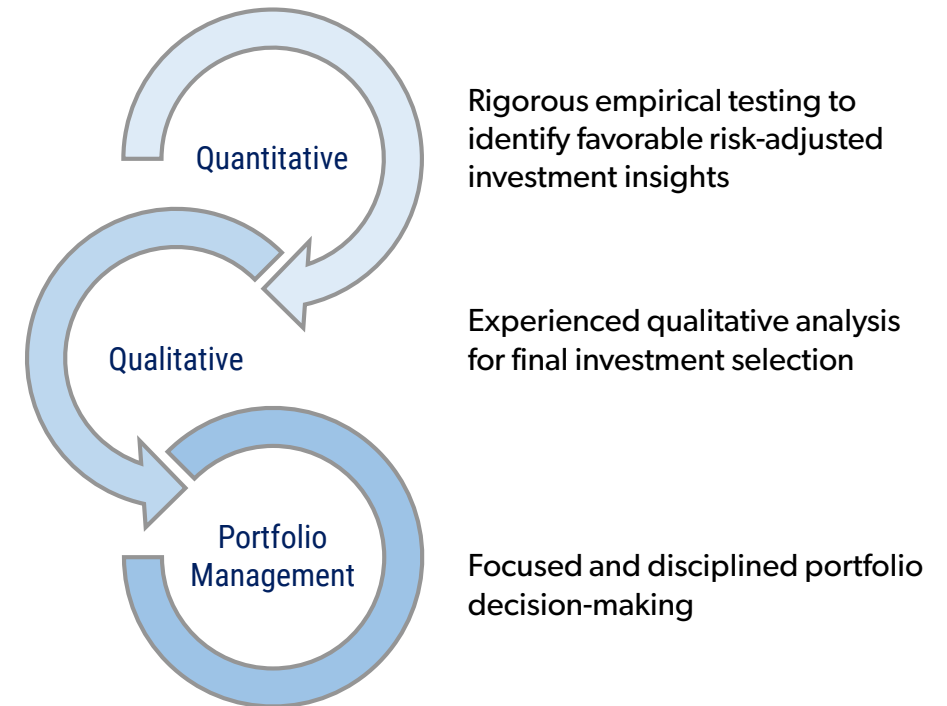 Quantitative
Rigorous empirical testing to
identify favorable risk-adjusted
investment insights
Qualitative
Experienced qualitative analysis
for final investment selection
Portfolio
Management
Focused and disciplined portfolio
decision-making